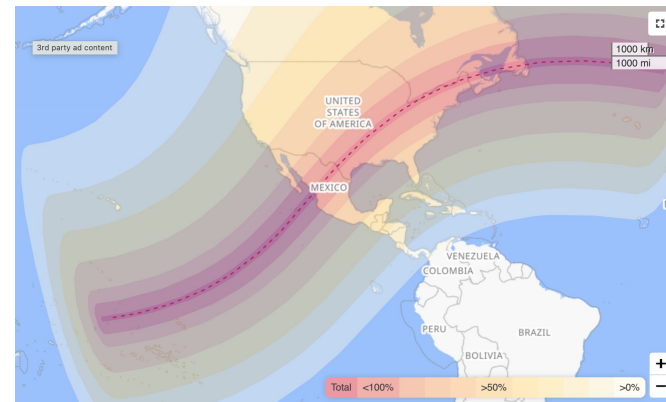 3rd party ad content
1000 km
1000 mi
UNITED
STATES
OF AMERICA
MEXICO
VENEZUELA
COLOMBIA
PERU
BRAZIL
BOLIVIA
+
Total <100% >50% >0%
−